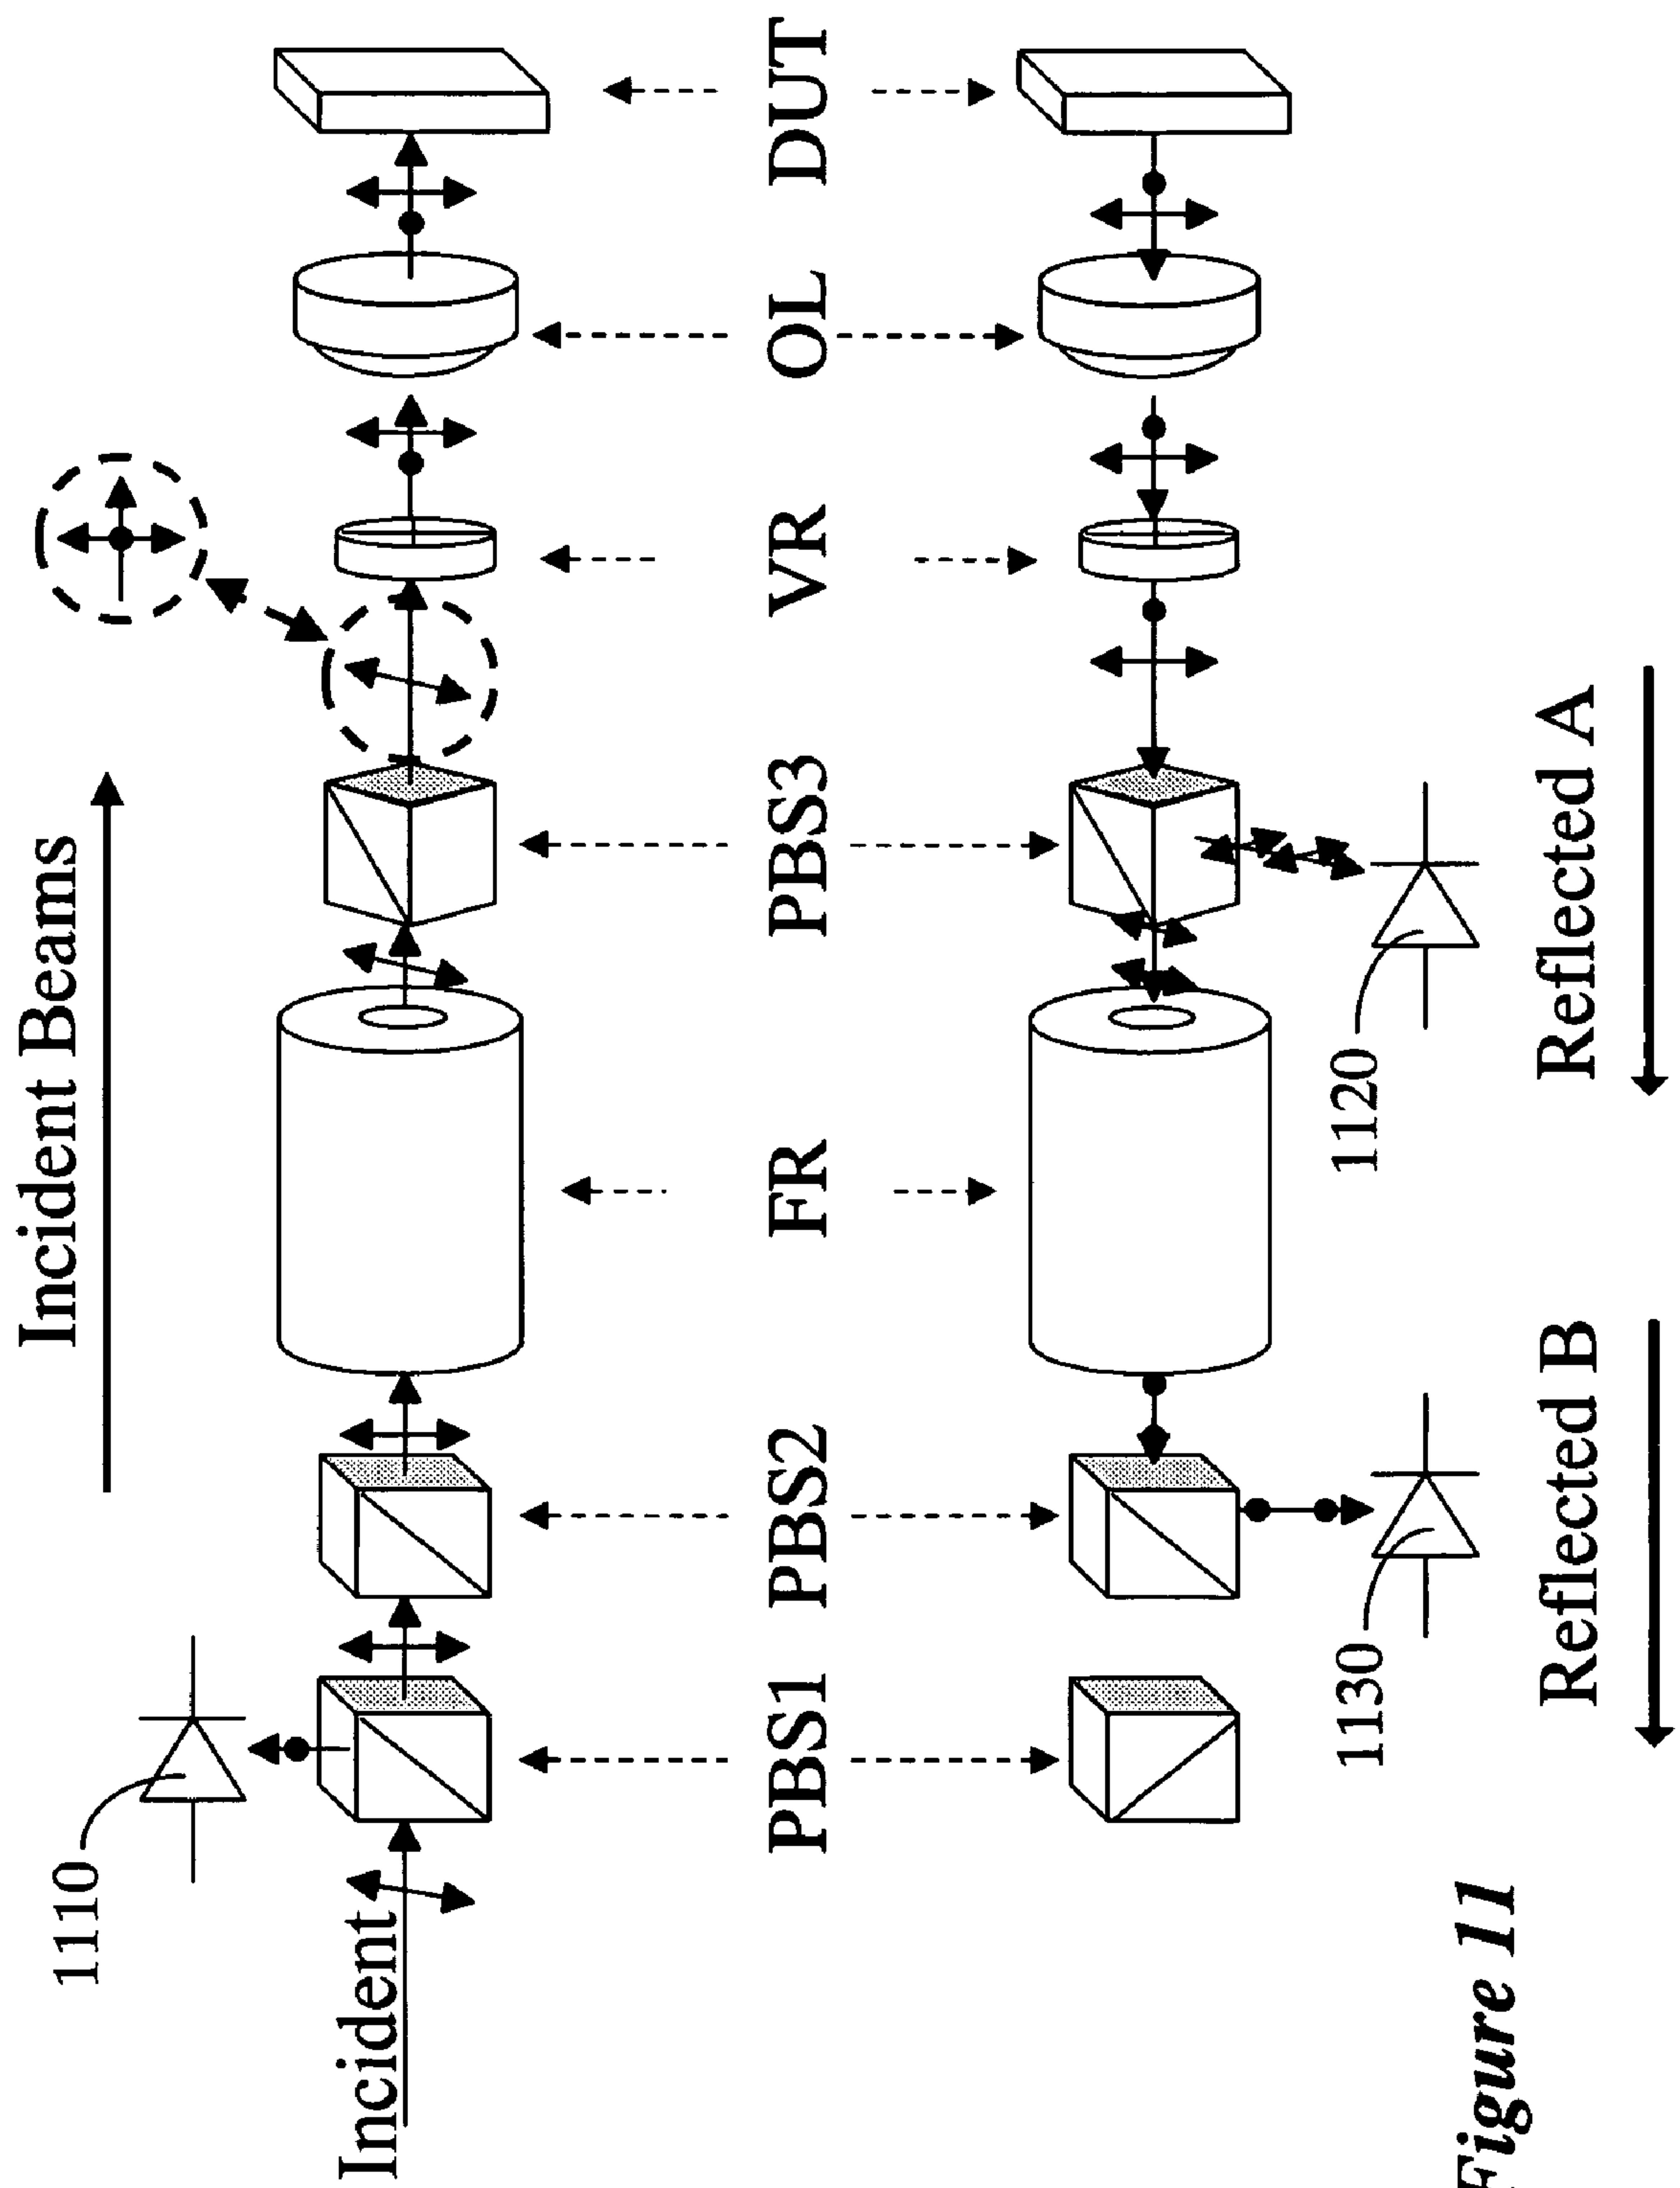 Incident Beams
1110
Incident
PBS1
PBS2
FR
PBS3
VR
OL
DUT
1130
1120
Reflected B
Reflected A
Figure 11